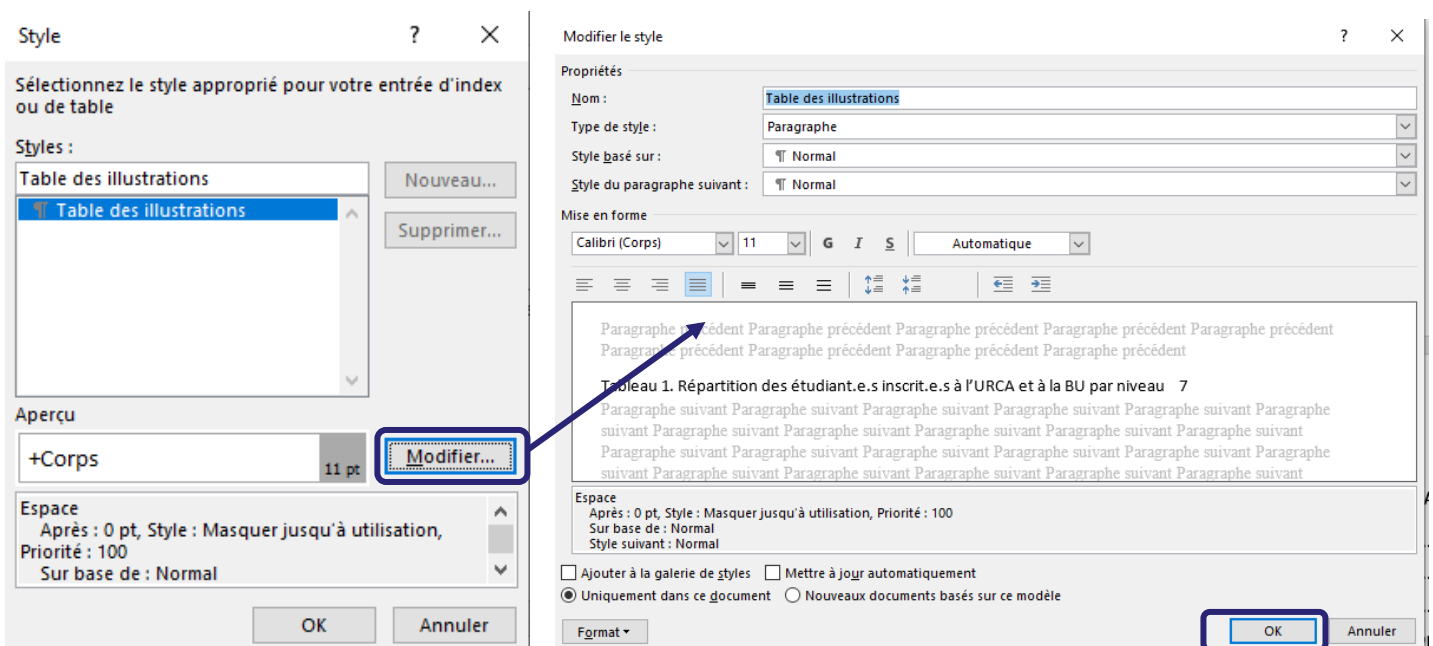 Style
?
Sélectionnez le style approprié pour votre entrée d'index
ou de table
Styles :
Table des illustrations
Nouveau...
¶ Table des illustrations
Supprimer...
Aperçu
+Corps
11 pt
Modifier...
Espace
Après : 0 pt, Style : Masquer jusqu'à utilisation,
Priorité : 100
Sur base de : Normal
OK
Annuler
Modifier le style
?
Propriétés
Nom :
Table des illustrations
Type de style :
Paragraphe
Style basé sur :
¶ Normal
Style du paragraphe suivant :
¶ Normal
Mise en forme
Calibri (Corps)
11
G I S
Automatique
Paragraphe précédent Paragraphe précédent Paragraphe précédent Paragraphe précédent Paragraphe précédent
Paragraphe précédent Paragraphe précédent Paragraphe précédent Paragraphe précédent
Tableau 1. Répartition des étudiant.e.s inscrit.e.s à l’URCA et à la BU par niveau 7
Paragraphe suivant Paragraphe suivant Paragraphe suivant Paragraphe suivant Paragraphe suivant Paragraphe
suivant Paragraphe suivant Paragraphe suivant Paragraphe suivant Paragraphe suivant Paragraphe suivant
Paragraphe suivant Paragraphe suivant Paragraphe suivant Paragraphe suivant Paragraphe suivant Paragraphe
suivant Paragraphe suivant Paragraphe suivant Paragraphe suivant Paragraphe suivant Paragraphe suivant
Espace
Après : 0 pt, Style : Masquer jusqu'à utilisation, Priorité : 100
Sur base de : Normal
Style suivant : Normal
Ajouter à la galerie de styles
Mettre à jour automatiquement
Uniquement dans ce document
Nouveaux documents basés sur ce modèle
Format
OK
Annuler